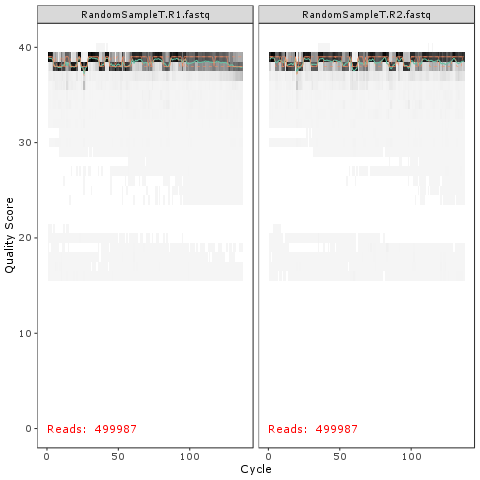 RandomSampleT.R1.fastq
RandomSampleT.R2.fastq
Quality Score
40
30
20
10
0
Reads: 499987
Reads: 499987
0 50 100
0 50 100
Cycle